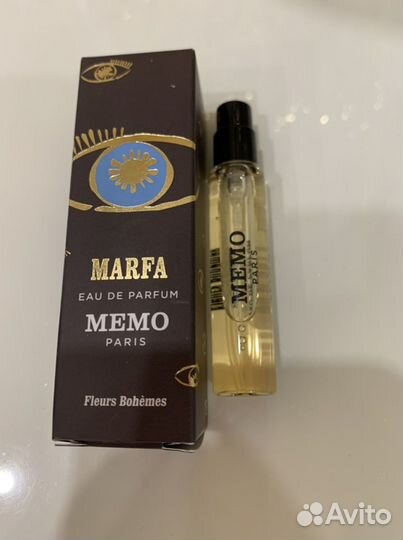 MARFA
EAU DE PARFUM
MEMO
PARIS
Fleurs Bohèmes
MEMO
PARIS
Avito